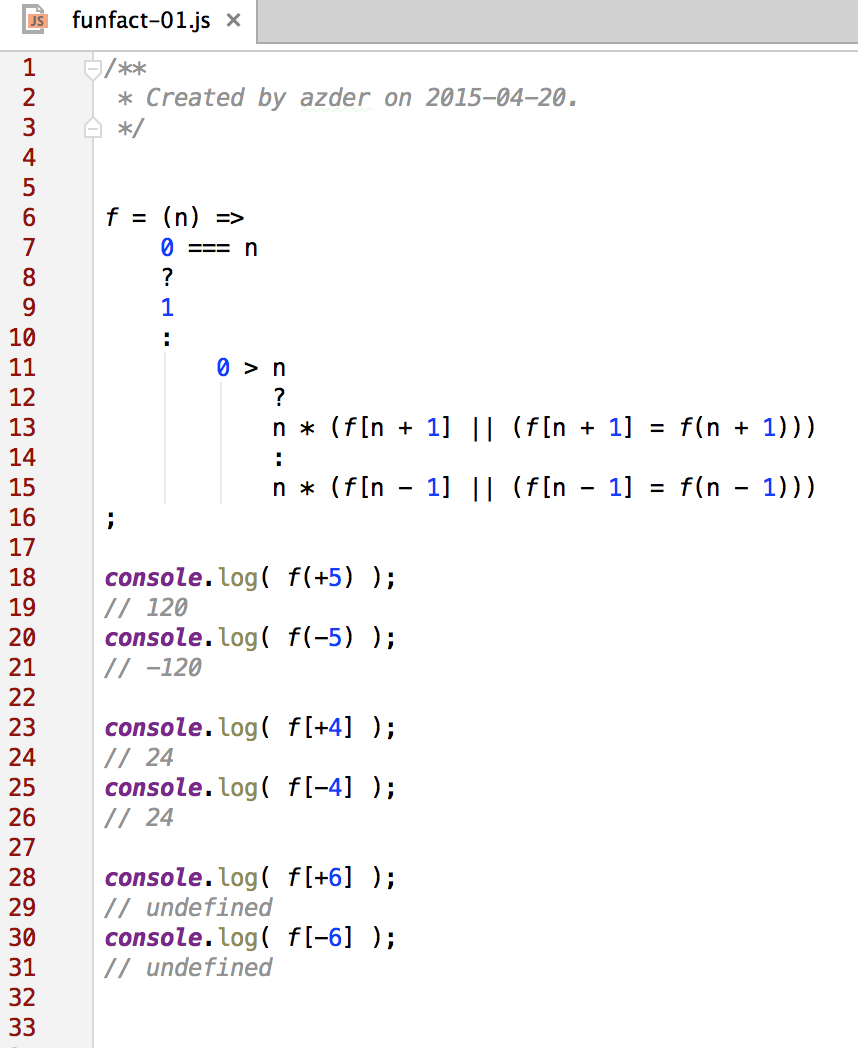 JS funfact-01.js ×
1 /**
2  * Created by azder on 2015-04-20.
3  */
4
5
6 f = (n) =>
7     0 === n
8     ?
9     1
10     :
11         0 > n
12             ?
13             n * (f[n + 1] || (f[n + 1] = f(n + 1)))
14             :
15             n * (f[n - 1] || (f[n - 1] = f(n - 1)))
16 ;
17
18 console.log( f(+5) );
19 // 120
20 console.log( f(-5) );
21 // -120
22
23 console.log( f[+4] );
24 // 24
25 console.log( f[-4] );
26 // 24
27
28 console.log( f[+6] );
29 // undefined
30 console.log( f[-6] );
31 // undefined
32
33